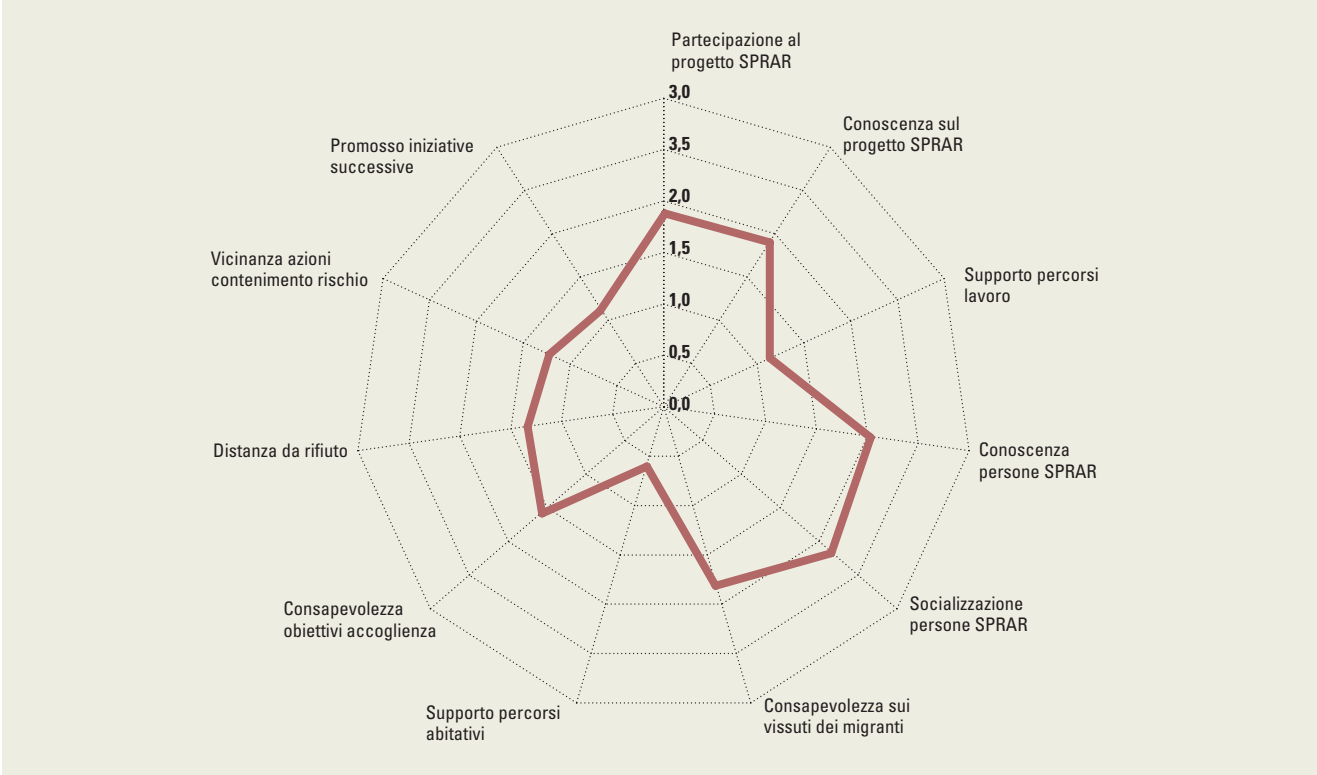 Partecipazione al
progetto SPRAR
3,0
Conoscenza sul
progetto SPRAR
Promosso iniziative
successive
3,5
2,0
Vicinanza azioni
contenimento rischio
1,5
Supporto percorsi
lavoro
1,0
0,5
0,0
Distanza da rifiuto
Conoscenza
persone SPRAR
Consapevolezza
obiettivi accoglienza
Socializzazione
persone SPRAR
Supporto percorsi
abitativi
Consapevolezza sui
vissuti dei migranti